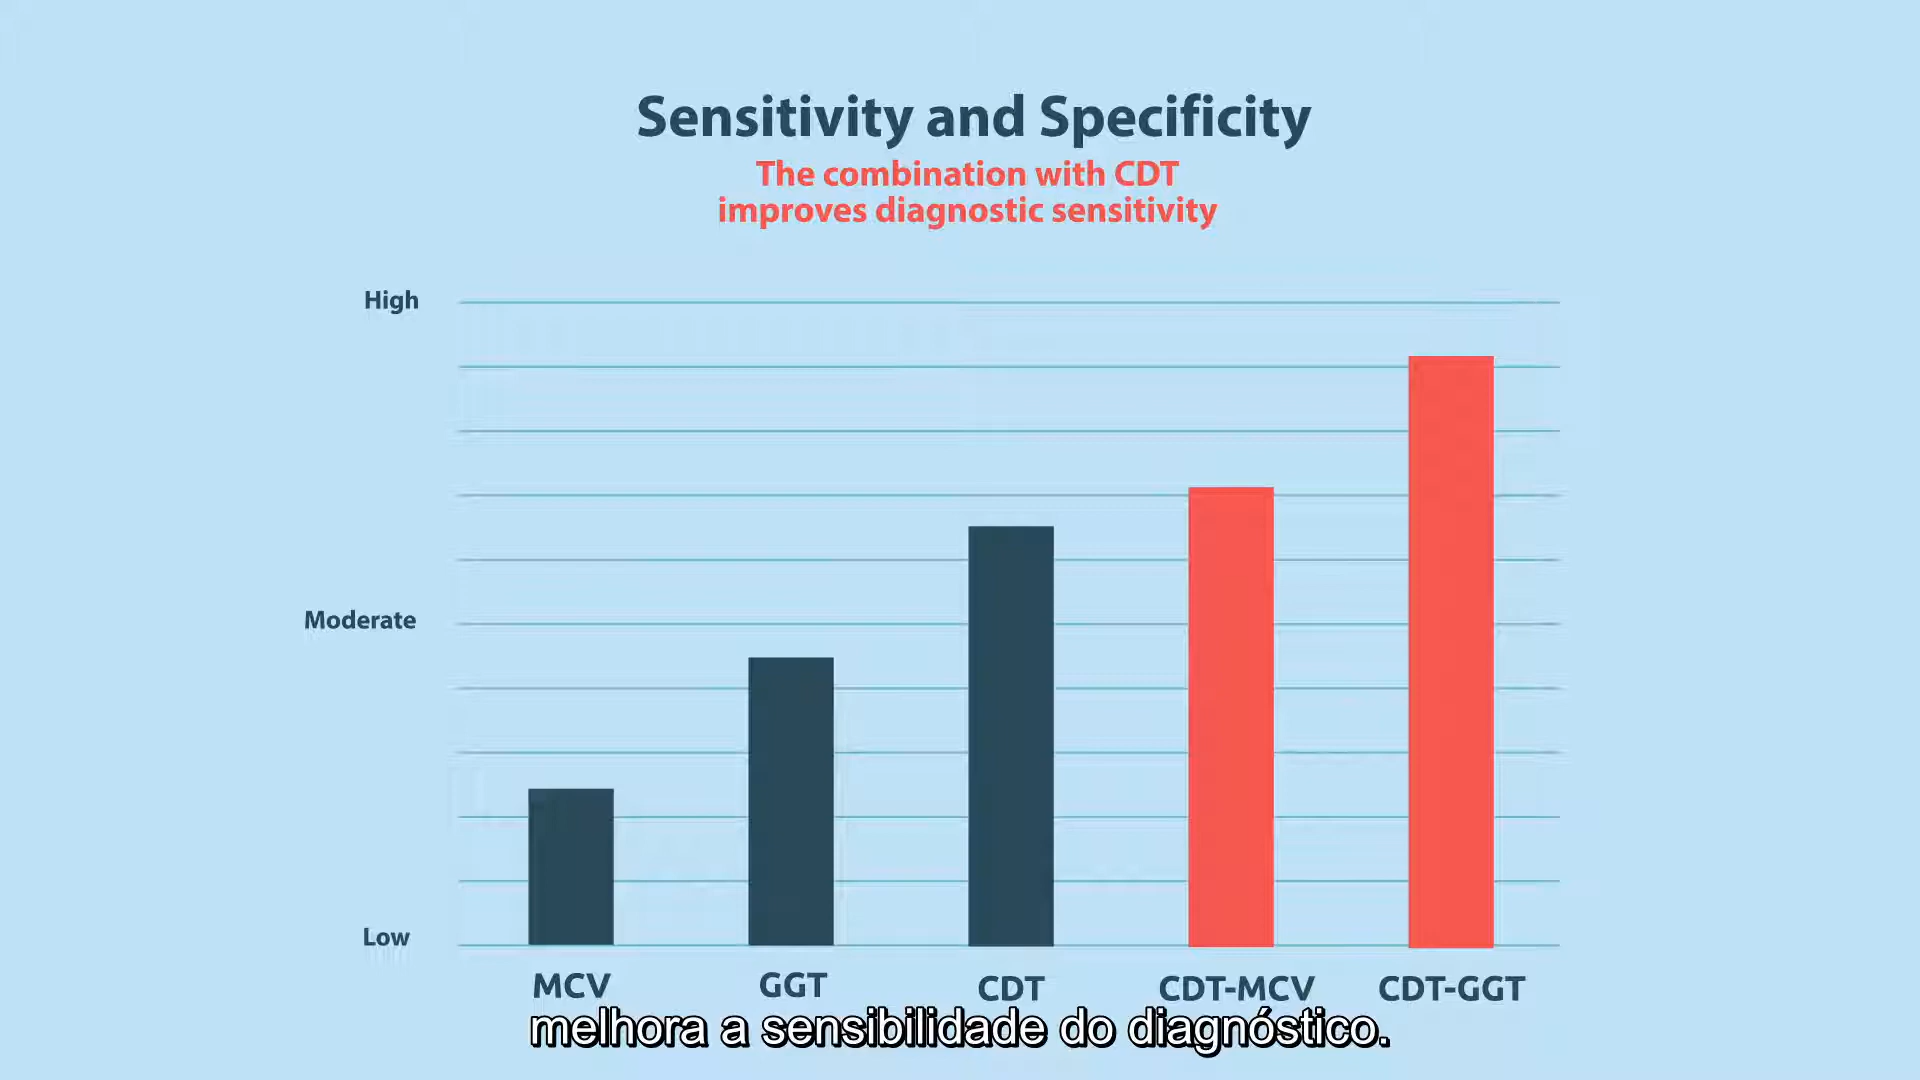 Sensitivity and Specificity
The combination with CDT
improves diagnostic sensitivity
High
Moderate
Low
MCV
GGT
CDT
CDT-MCV
CDT-GGT
melhora a sensibilidade do diagnóstico.